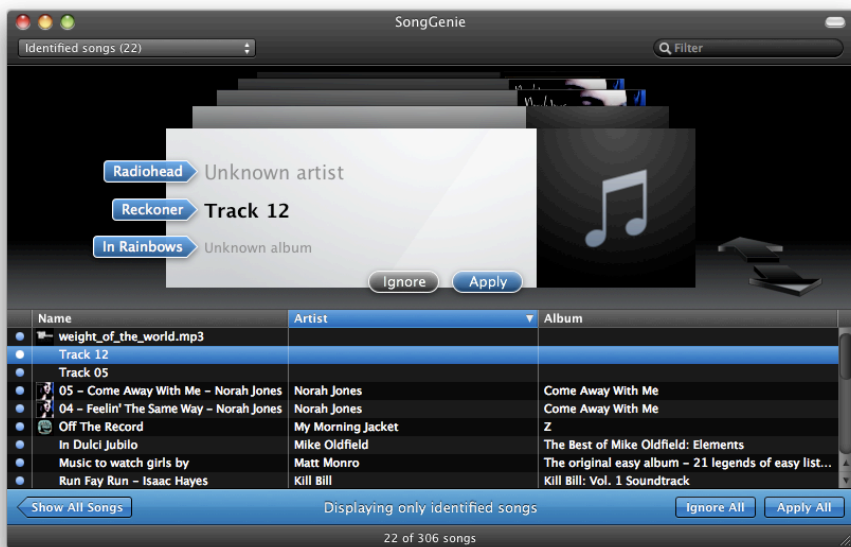 SongGenie
Identified songs (22)
Filter
Radiohead Unknown artist
Reckoner Track 12
In Rainbows Unknown album
Ignore Apply
Name Artist Album
weight_of_the_world.mp3
Track 12
Track 05
05 – Come Away With Me – Norah Jones Norah Jones Come Away With Me
04 – Feelin' The Same Way – Norah Jones Norah Jones Come Away With Me
Off The Record My Morning Jacket Z
In Dulci Jubilo Mike Oldfield The Best of Mike Oldfield: Elements
Music to watch girls by Matt Monro The original easy album – 21 legends of easy list...
Run Fay Run – Isaac Hayes Kill Bill Kill Bill: Vol. 1 Soundtrack
Show All Songs Displaying only identified songs Ignore All Apply All
22 of 306 songs